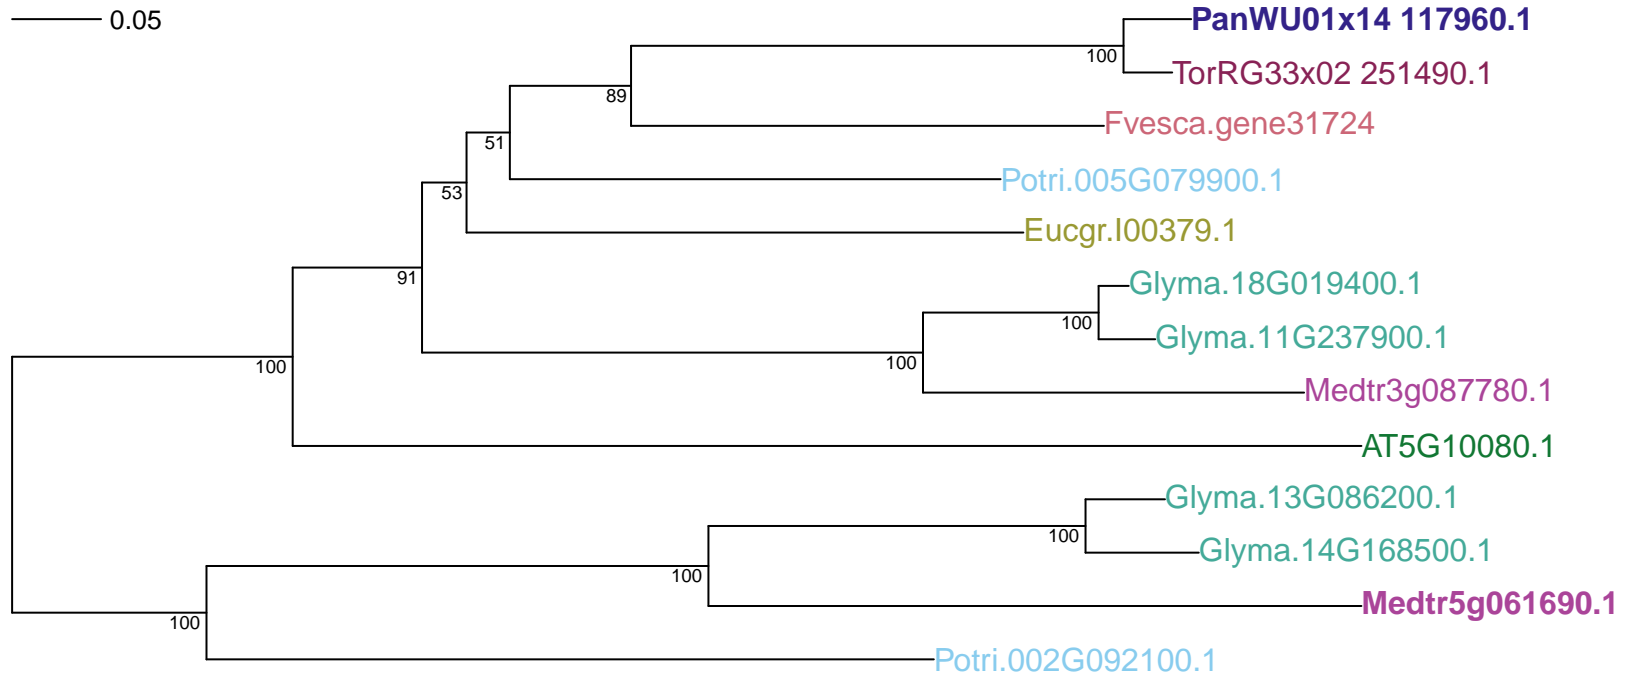 0.05
PanWU01x14 117960.1
100
TorRG33x02 251490.1
89
Fvesca.gene31724
51
Potri.005G079900.1
53
Eucgr.I00379.1
91
Glyma.18G019400.1
100
Glyma.11G237900.1
100
Medtr3g087780.1
100
AT5G10080.1
Glyma.13G086200.1
100
Glyma.14G168500.1
100
Medtr5g061690.1
100
Potri.002G092100.1